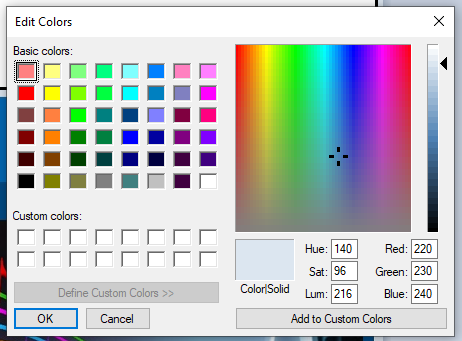 Edit Colors
Basic colors:
Custom colors:
Define Custom Colors >>
OK
Cancel
Color|Solid
Hue: 140
Sat: 96
Lum: 216
Red: 220
Green: 230
Blue: 240
Add to Custom Colors